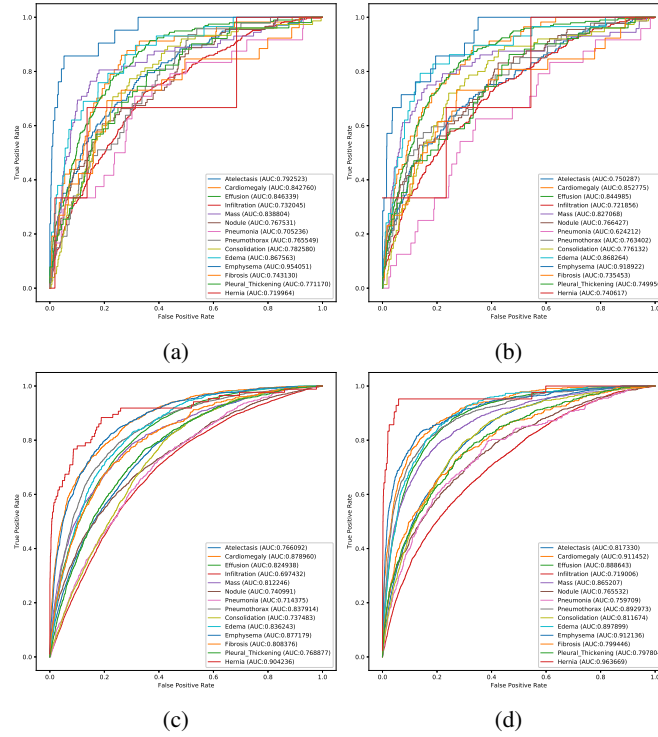 1.0
0.8
0.6
0.4
0.2
0.0
True Positive Rate
Atelectasis (AUC:0.792523)
Cardiomegaly (AUC:0.842760)
Effusion (AUC:0.846339)
Infiltration (AUC:0.732045)
Mass (AUC:0.838804)
Nodule (AUC:0.767531)
Pneumonia (AUC:0.705236)
Pneumothorax (AUC:0.765549)
Consolidation (AUC:0.782580)
Edema (AUC:0.867563)
Emphysema (AUC:0.954051)
Fibrosis (AUC:0.743130)
Pleural_Thickening (AUC:0.771170)
Hernia (AUC:0.719964)
0.0 0.2 0.4 0.6 0.8 1.0
False Positive Rate
(a)
1.0
0.8
0.6
0.4
0.2
0.0
True Positive Rate
Atelectasis (AUC:0.750287)
Cardiomegaly (AUC:0.852775)
Effusion (AUC:0.844985)
Infiltration (AUC:0.721856)
Mass (AUC:0.827068)
Nodule (AUC:0.766427)
Pneumonia (AUC:0.624212)
Pneumothorax (AUC:0.763402)
Consolidation (AUC:0.776132)
Edema (AUC:0.868264)
Emphysema (AUC:0.918922)
Fibrosis (AUC:0.735453)
Pleural_Thickening (AUC:0.74995
Hernia (AUC:0.740617)
0.0 0.2 0.4 0.6 0.8 1.0
False Positive Rate
(b)
1.0
0.8
0.6
0.4
0.2
0.0
True Positive Rate
Atelectasis (AUC:0.766092)
Cardiomegaly (AUC:0.878960)
Effusion (AUC:0.824938)
Infiltration (AUC:0.697432)
Mass (AUC:0.812246)
Nodule (AUC:0.740991)
Pneumonia (AUC:0.714375)
Pneumothorax (AUC:0.837914)
Consolidation (AUC:0.737483)
Edema (AUC:0.836243)
Emphysema (AUC:0.877179)
Fibrosis (AUC:0.808376)
Pleural_Thickening (AUC:0.768877)
Hernia (AUC:0.904236)
0.0 0.2 0.4 0.6 0.8 1.0
False Positive Rate
(c)
1.0
0.8
0.6
0.4
0.2
0.0
True Positive Rate
Atelectasis (AUC:0.817330)
Cardiomegaly (AUC:0.911452)
Effusion (AUC:0.888643)
Infiltration (AUC:0.719006)
Mass (AUC:0.865207)
Nodule (AUC:0.765532)
Pneumonia (AUC:0.759709)
Pneumothorax (AUC:0.892973)
Consolidation (AUC:0.811674)
Edema (AUC:0.897899)
Emphysema (AUC:0.912136)
Fibrosis (AUC:0.799446)
Pleural_Thickening (AUC:0.79780
Hernia (AUC:0.963669)
0.0 0.2 0.4 0.6 0.8 1.0
False Positive Rate
(d)